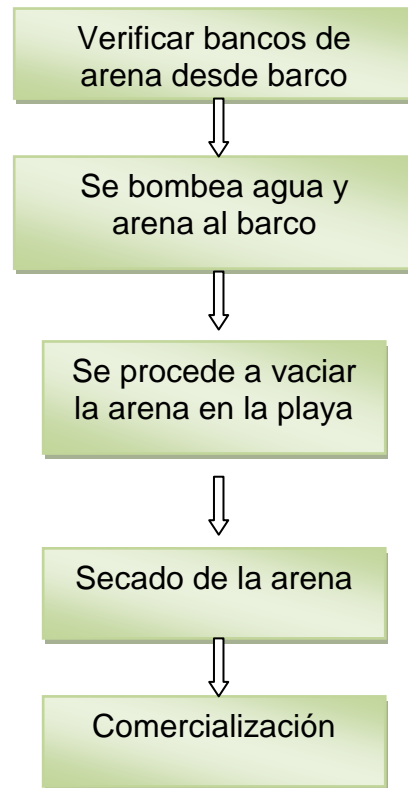 Verificar bancos de
arena desde barco
Se bombea agua y
arena al barco
Se procede a vaciar
la arena en la playa
Secado de la arena
Comercialización